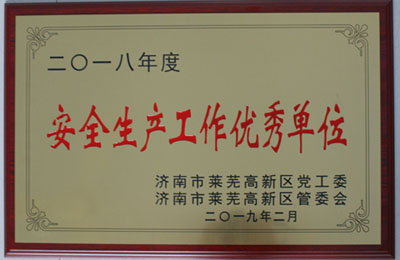 二〇一八年度
安全生产工作优秀单位
济南市莱芜高新区党工委
济南市莱芜高新区管委会
二〇一九年二月